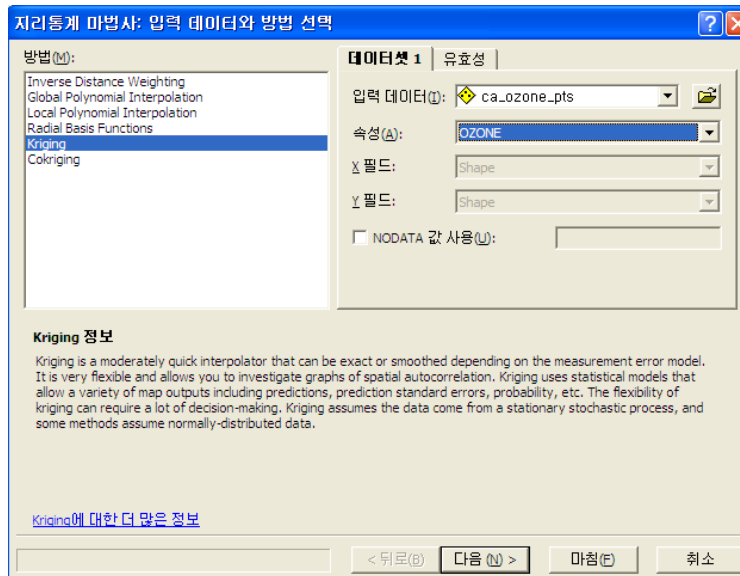 지리통계 마법사: 입력 데이터와 방법 선택
방법(M):
Inverse Distance Weighting
Global Polynomial Interpolation
Local Polynomial Interpolation
Radial Basis Functions
Kriging
Cokriging
데이터셋 1
유효성
입력 데이터(I):
ca_ozone_pts
속성(A):
OZONE
X 필드:
Shape
Y 필드:
Shape
NODATA 값 사용(U):
Kriging 정보
Kriging is a moderately quick interpolator that can be exact or smoothed depending on the measurement error model.
It is very flexible and allows you to investigate graphs of spatial autocorrelation. Kriging uses statistical models that
allow a variety of map outputs including predictions, prediction standard errors, probability, etc. The flexibility of
kriging can require a lot of decision-making. Kriging assumes the data come from a stationary stochastic process, and
some methods assume normally-distributed data.
Kriging에 대한 더 많은 정보
< 뒤로(B)
다음 (N) >
마침(F)
취소